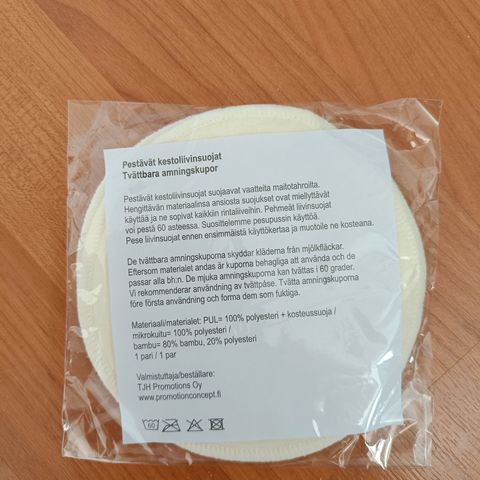 Pestävät kestoliivinsuojat
Tvättbara amningskupor
Pestävät kestoliivinsuojat suojaavat vaatteita maitotahroilta.
Hengittävän materiaalinsa ansiosta suojukset ovat miellyttävät
käyttää ja ne sopivat kaikkiin rintaliiveihin. Pehmeät liivinsuojat
voi pestä 60 asteessa. Suosittelemme pesupussin käyttöä.
Pese liivinsuojat ennen ensimmäistä käyttökertaa ja muotoile ne kosteana.
De tvättbara amningskuporna skyddar kläderna från mjölkfläckar.
Eftersom materialet andas är kuporna behagliga att använda och de
passar alla bh:n. De mjuka amningskuporna kan tvättas i 60 grader.
Vi rekommenderar användning av tvättpåse. Tvätta amningskuporna
före första användning och forma dem som fuktiga.
Materiaali/materialet: PUL= 100% polyesteri + kosteussuoja /
mikrokuitu= 100% polyesteri /
bambu= 80% bambu, 20% polyesteri
1 pari / 1 par
Valmistuttaja/beställare:
TJH Promotions Oy
www.promotionconcept.fi
60